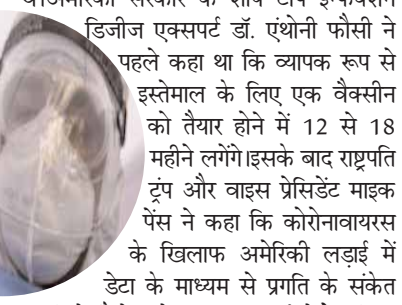 डिजीज एक्सपर्ट डॉ. एंथोनी फौसी ने
पहले कहा था कि व्यापक रूप से
इस्तेमाल के लिए एक वैक्सीन
को तैयार होने में 12 से 18
महीने लगेंगे।इसके बाद राष्ट्रपति
ट्रंप और वाइस प्रेसिडेंट माइक
पेंस ने कहा कि कोरोनावायरस
के खिलाफ अमेरिकी लड़ाई में
डेटा के माध्यम से प्रगति के संकेत